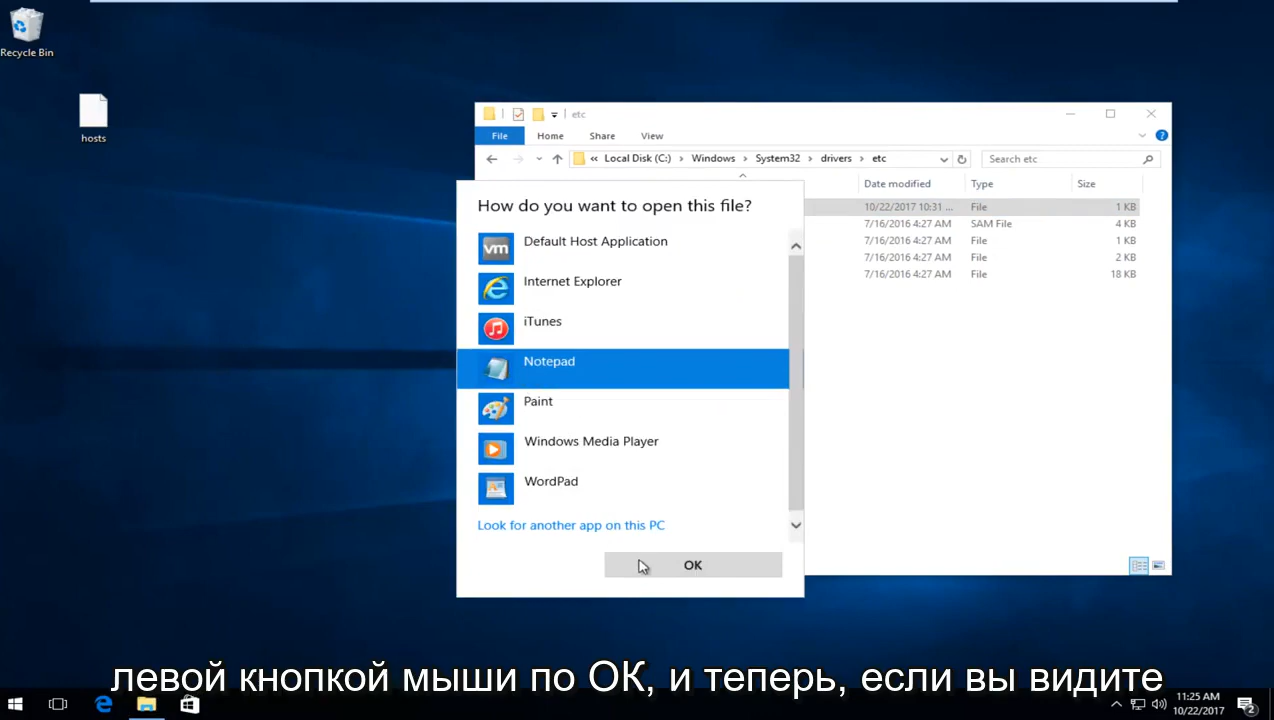 Recycle Bin
hosts
etc
File Home Share View
« Local Disk (C:) Windows System32 drivers etc
Search etc
Date modified Type Size
10/22/2017 10:31 ... File 1 KB
7/16/2016 4:27 AM SAM File 4 KB
7/16/2016 4:27 AM File 1 KB
7/16/2016 4:27 AM File 2 KB
7/16/2016 4:27 AM File 18 KB
How do you want to open this file?
vm Default Host Application
Internet Explorer
iTunes
Notepad
Paint
Windows Media Player
WordPad
Look for another app on this PC
OK
левой кнопкой мыши по ОК, и теперь, если вы видите
11:25 AM
10/22/2017
2